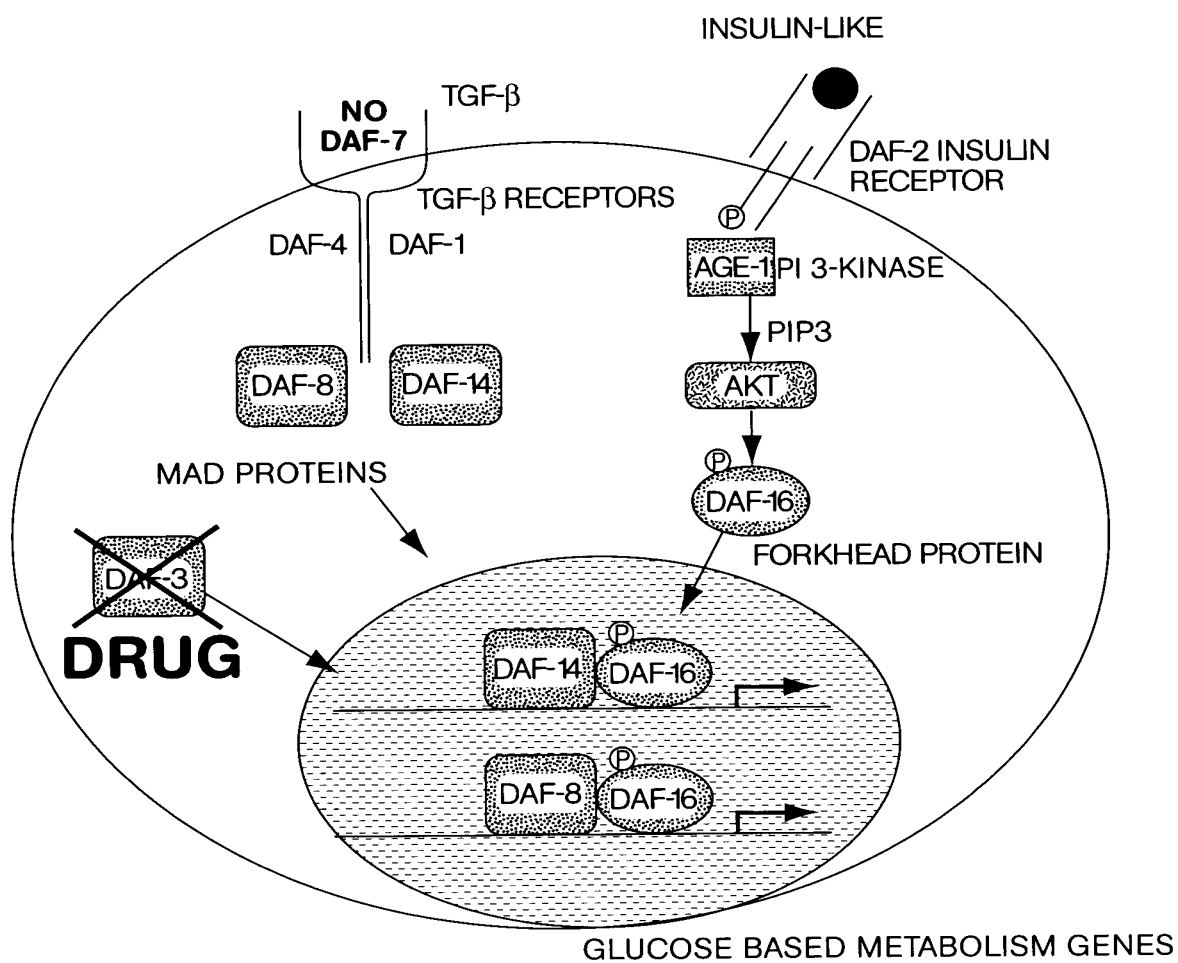 INSULIN-LIKE
NO
DAF-7
TGF-β
DAF-2 INSULIN
RECEPTOR
TGF-β RECEPTORS
DAF-4
DAF-1
P
AGE-1
PI 3-KINASE
PIP3
DAF-8
DAF-14
AKT
MAD PROTEINS
P
DAF-16
FORKHEAD PROTEIN
DAF-3
DRUG
P
DAF-14
DAF-16
P
DAF-8
DAF-16
GLUCOSE BASED METABOLISM GENES